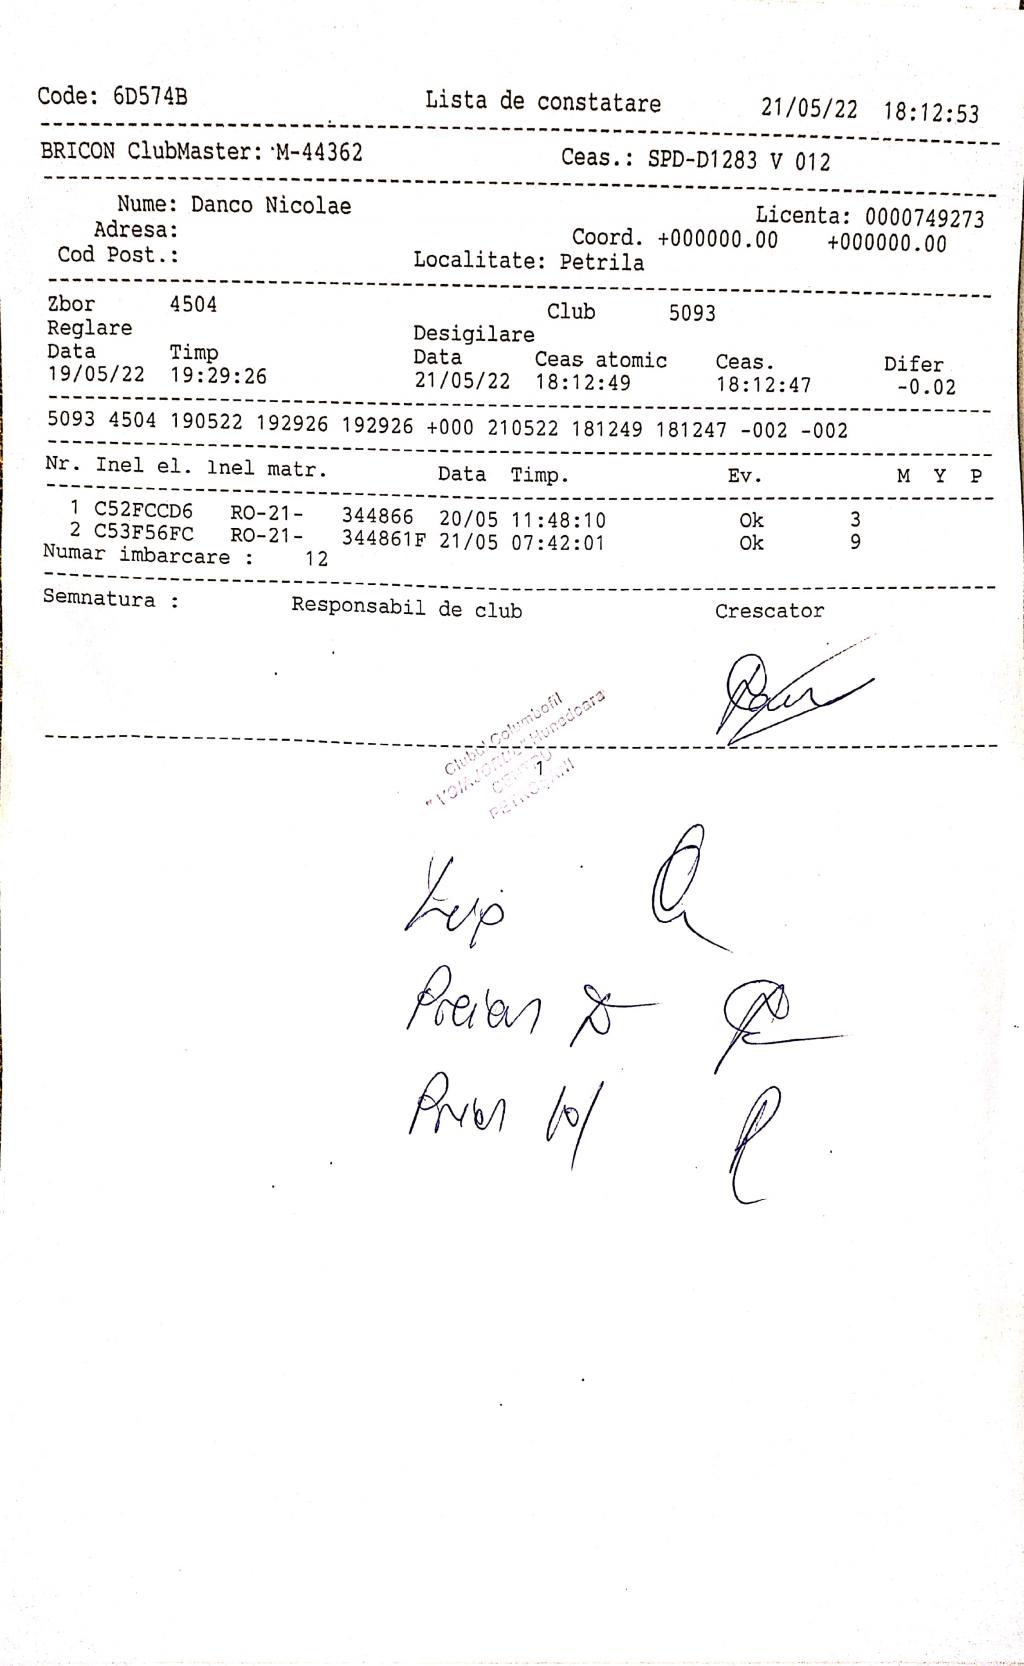 Code: 6D574B Lista de constatare 21/05/22 18:12:53
BRICON ClubMaster: M-44362 Ceas.: SPD-D1283 V 012
Nume: Danco Nicolae Licenta: 0000749273
Adresa: Coord. +000000.00 +000000.00
Cod Post.: Localitate: Petrila
Zbor 4504 Club 5093
Reglare Desigilare
Data Timp Data Ceas atomic Ceas. Difer
19/05/22 19:29:26 21/05/22 18:12:49 18:12:47 -0.02
5093 4504 190522 192926 192926 +000 210522 181249 181247 -002 -002
Nr. Inel el. lnel matr. Data Timp. Ev. M Y P
1 C52FCCD6 RO-21- 344866 20/05 11:48:10 Ok 3
2 C53F56FC RO-21- 344861F 21/05 07:42:01 Ok 9
Numar imbarcare : 12
Semnatura : Responsabil de club Crescator
Clubul Columbofil
Hunedoara
PETROSANI
1
Lup